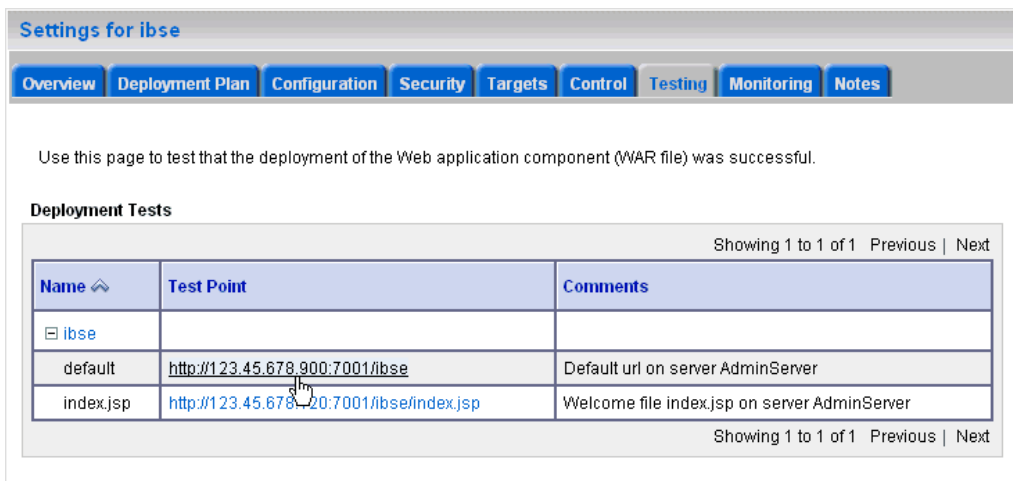 Settings for ibse
Overview Deployment Plan Configuration Security Targets Control Testing Monitoring Notes
Use this page to test that the deployment of the Web application component (WAR file) was successful.
Deployment Tests
Showing 1 to 1 of 1 Previous | Next
Name Test Point Comments
ibse
default http://123.45.678.900:7001/ibse Default url on server AdminServer
index.jsp Welcome file index.jsp on server AdminServer
Showing 1 to 1 of 1 Previous | Next